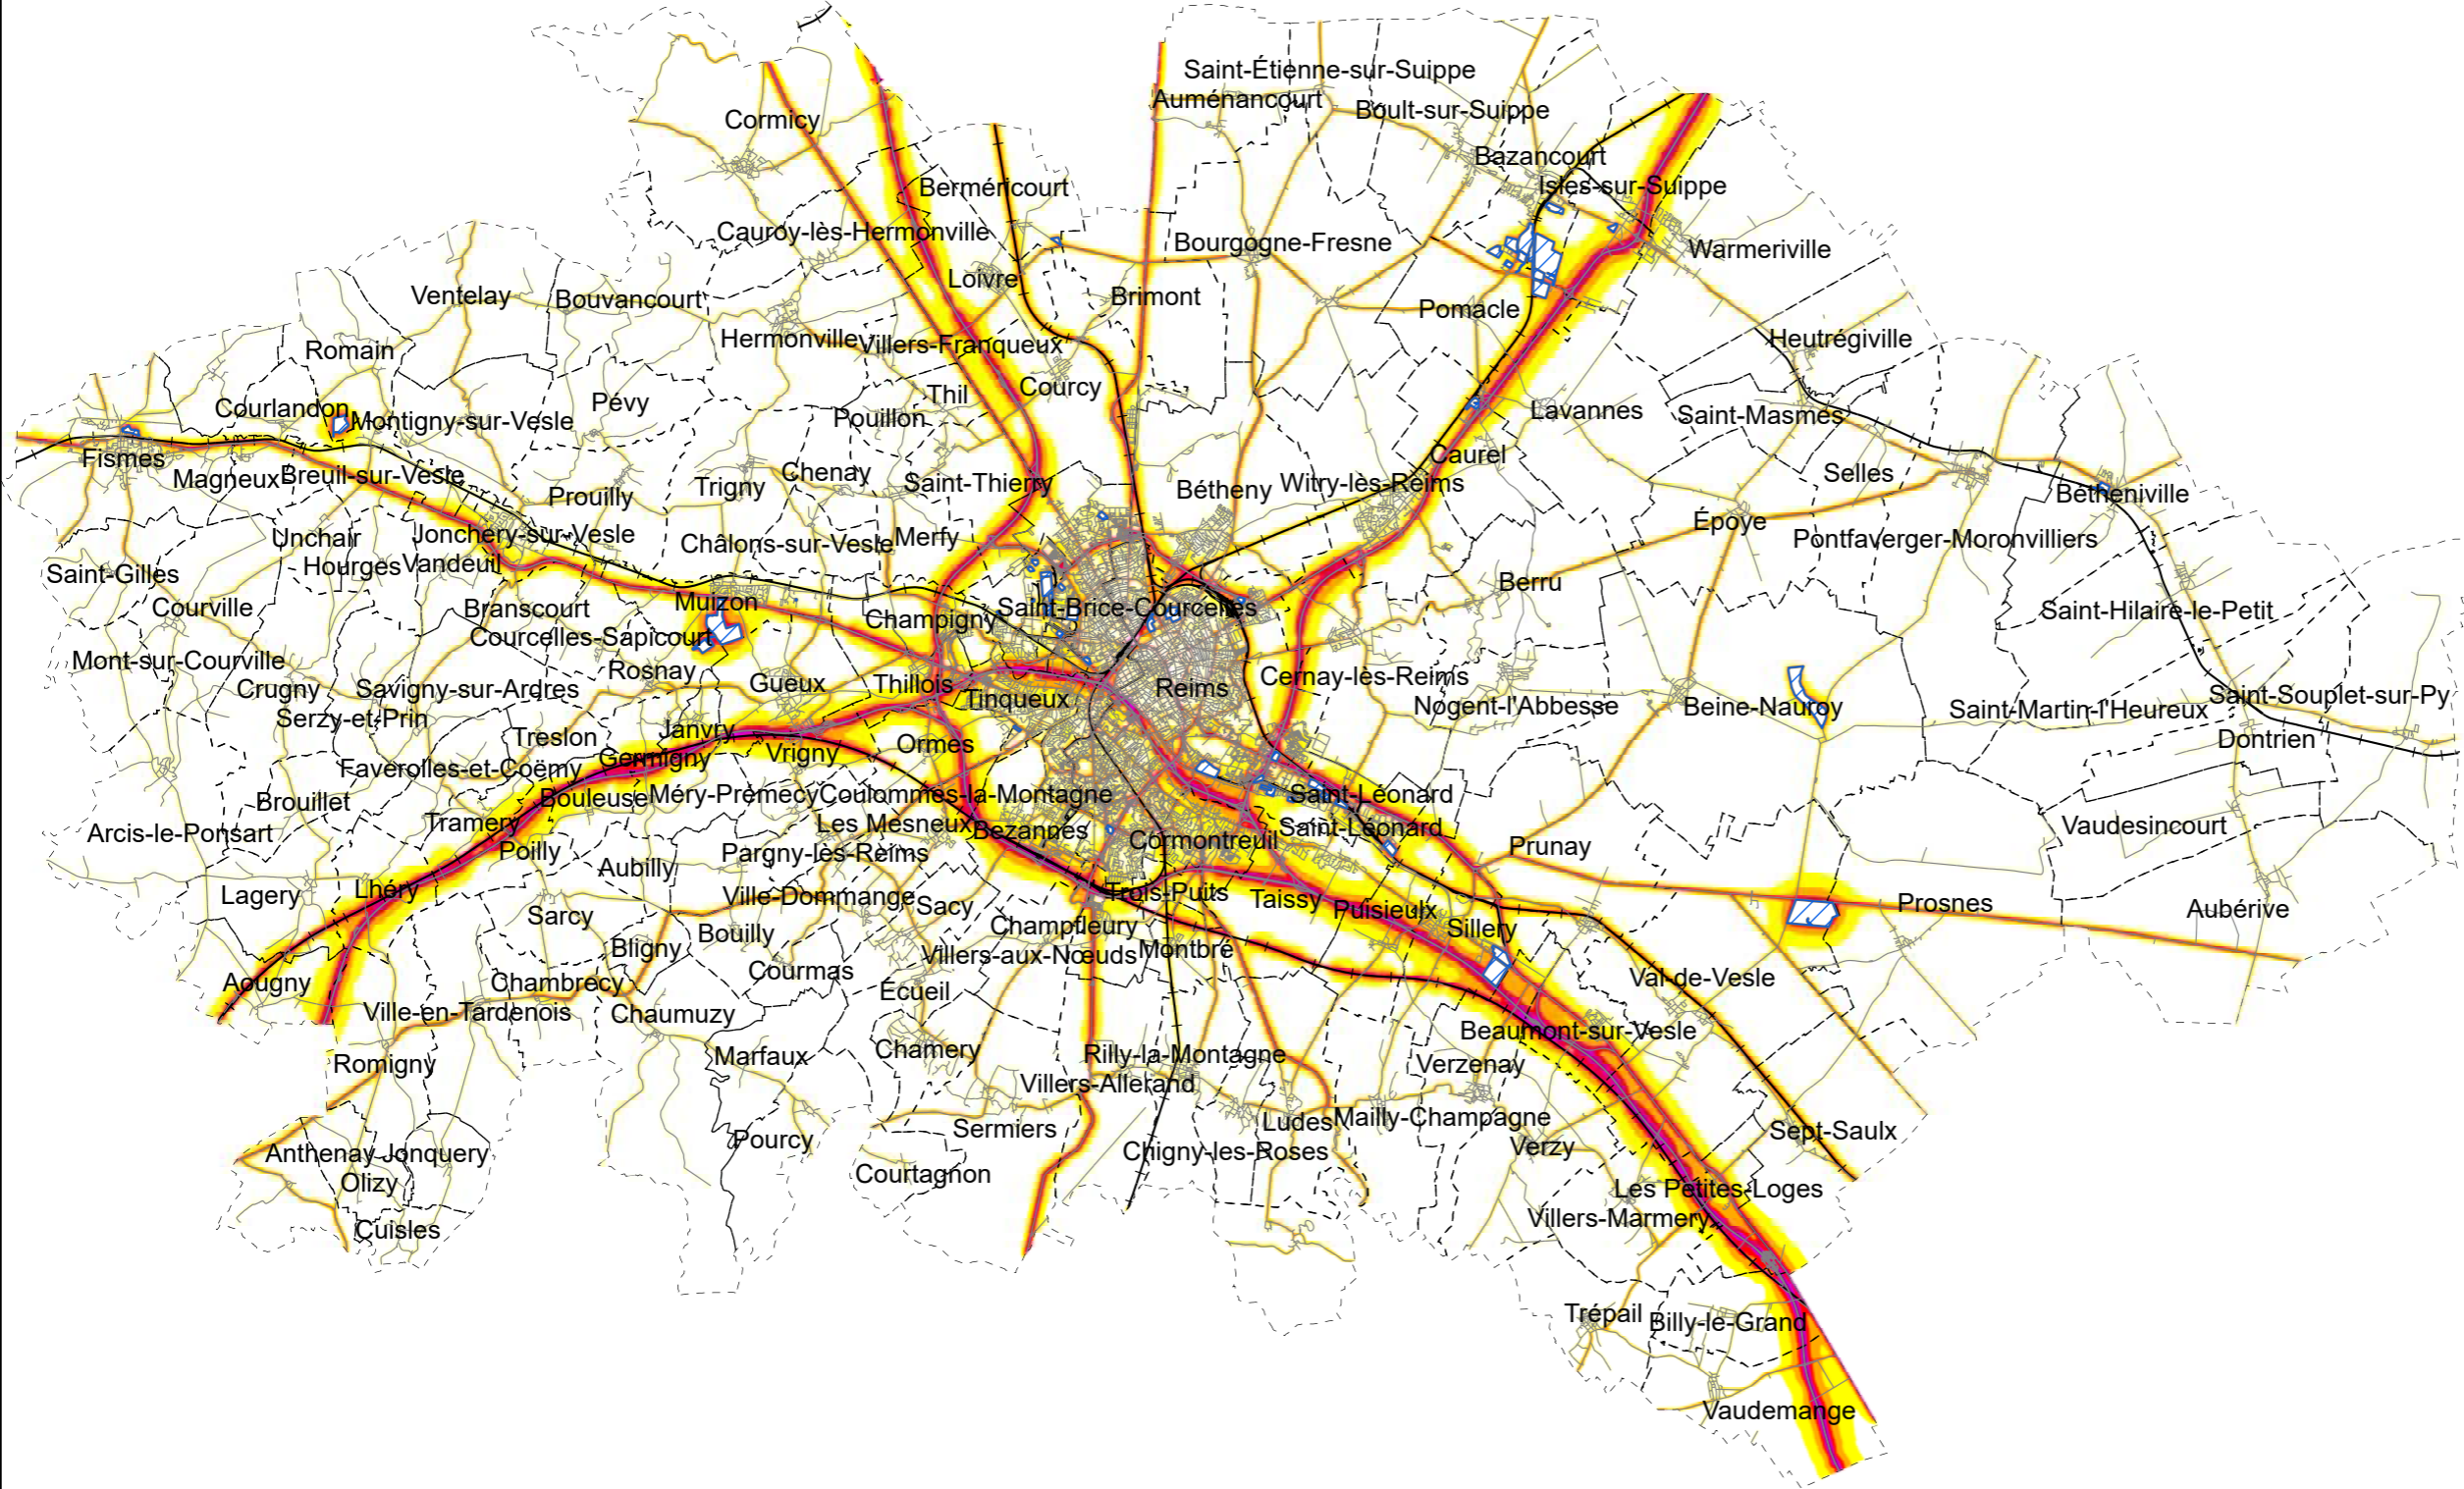 Saint-Étienne-sur-Suippe
Auménancourt
Boult-sur-Suippe
Cormicy
Bazancourt
Isles-sur-Suippe
Berméricourt
Cauroy-lès-Hermonville
Bourgogne-Fresne
Warmeriville
Loivre
Ventelay
Bouvancourt
Brimont
Pomacle
Hermonville
Villers-Franqueux
Heutrégiville
Romain
Courcy
Thil
Pévy
Courlandon
Montigny-sur-Vesle
Pouillon
Lavannes
Saint-Masmes
Fismes
Caurel
Magneux
Breuil-sur-Vesle
Chenay
Selles
Prouilly
Trigny
Saint-Thierry
Bétheny
Witry-lès-Reims
Bétheniville
Époye
Unchair
Jonchery-sur-Vesle
Châlons-sur-Vesle
Merfy
Pontfaverger-Moronvilliers
Hourges
Vandeuil
Saint-Gilles
Berru
Courville
Branscourt
Muizon
Champigny
Saint-Brice-Courcelles
Saint-Hilaire-le-Petit
Courcelles-Sapicourt
Mont-sur-Courville
Rosnay
Cernay-lès-Reims
Crugny
Savigny-sur-Ardres
Gueux
Thillois
Tinqueux
Reims
Nogent-l'Abbesse
Beine-Nauroy
Saint-Martin-l'Heureux
Saint-Souplet-sur-Py
Serzy-et-Prin
Treslon
Janvry
Germigny
Vrigny
Ormes
Dontrien
Faverolles-et-Coëmy
Brouillet
Bouleuse
Méry-Prémecy
Coulommes-la-Montagne
Saint-Léonard
Arcis-le-Ponsart
Tramery
Les Mesneux
Bezannes
Cormontreuil
Saint-Léonard
Vaudesincourt
Poilly
Aubilly
Pargny-lès-Reims
Prunay
Lagery
Lhéry
Ville-Dommange
Sacy
Trois-Puits
Taissy
Puisieulx
Prosnes
Aubérive
Sarcy
Bligny
Bouilly
Champfleury
Sillery
Villers-aux-Nœuds
Montbré
Aougny
Chambrecy
Courmas
Écueil
Val-de-Vesle
Ville-en-Tardenois
Chaumuzy
Beaumont-sur-Vesle
Romigny
Marfaux
Chamery
Rilly-la-Montagne
Verzenay
Villers-Allerand
Anthenay
Jonquery
Pourcy
Sermiers
Ludes
Mailly-Champagne
Sept-Saulx
Olizy
Courtagnon
Chigny-les-Roses
Verzy
Les Petites-Loges
Cuisles
Villers-Marmery
Trépail
Billy-le-Grand
Vaudemange